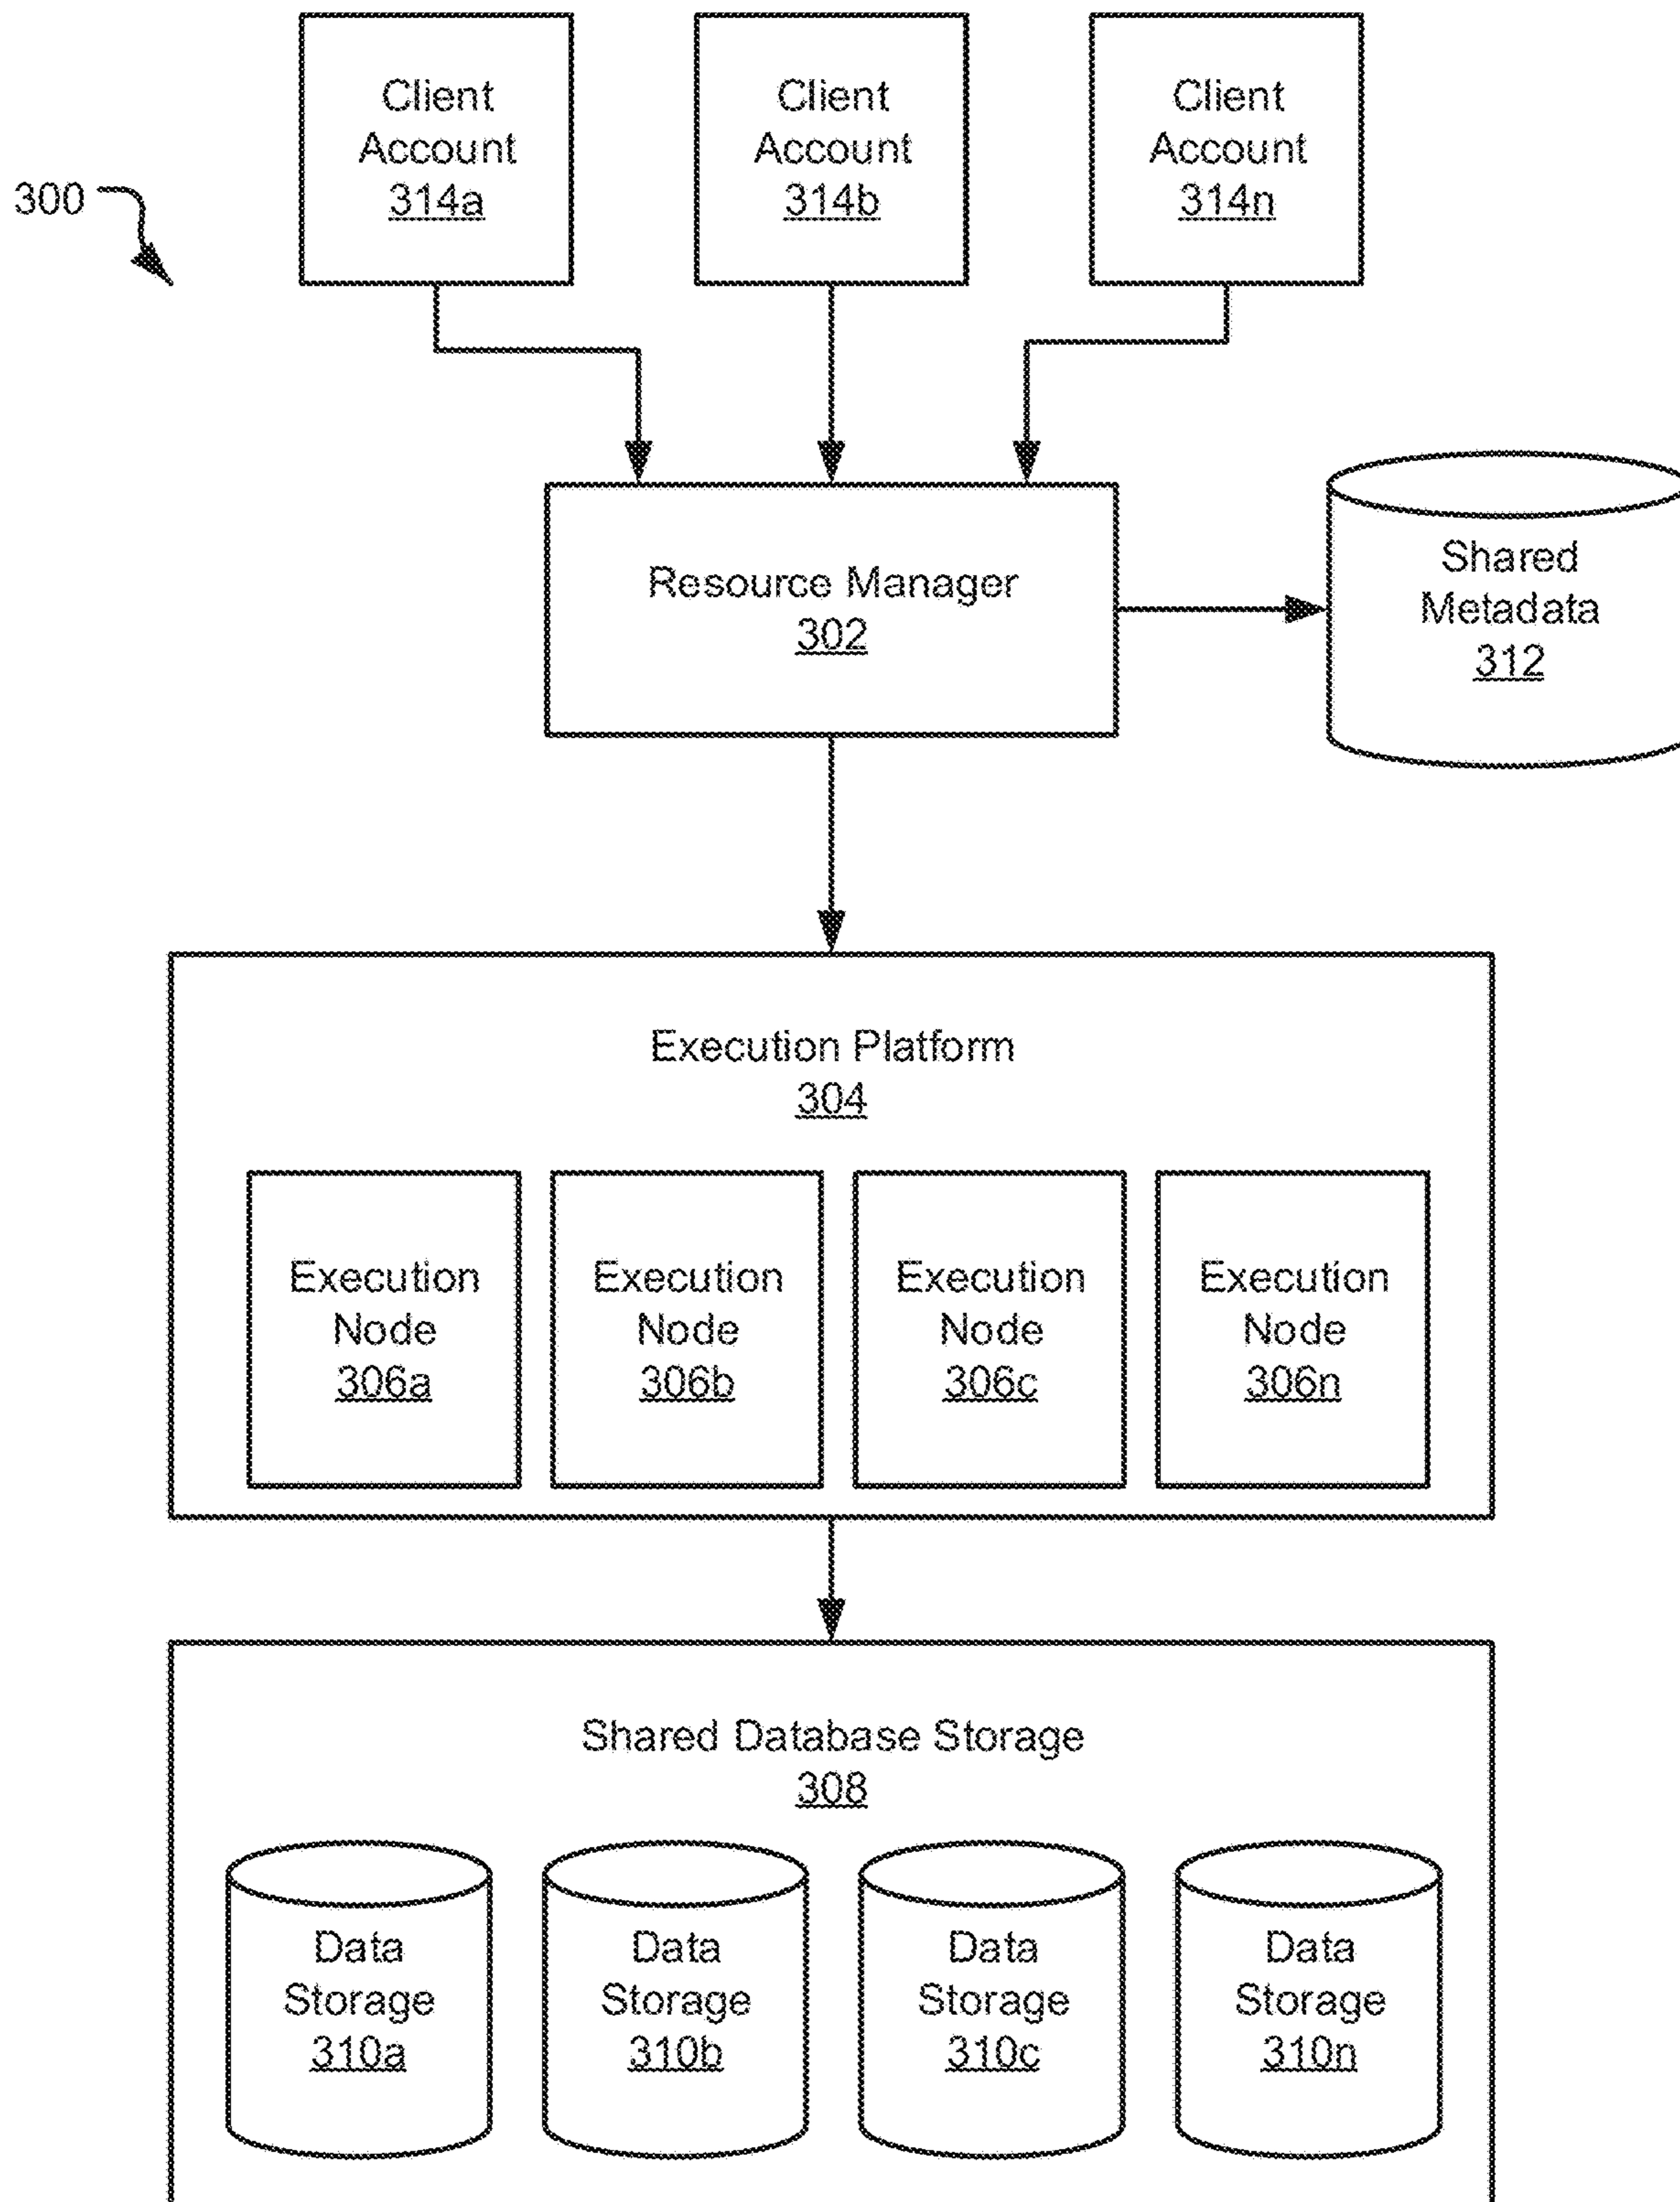 Client
Account
314a
Client
Account
314b
Client
Account
314n
300
Resource Manager
302
Shared
Metadata
312
Execution Platform
304
Execution
Node
306a
Execution
Node
306b
Execution
Node
306c
Execution
Node
306n
Shared Database Storage
308
Data
Storage
310a
Data
Storage
310b
Data
Storage
310c
Data
Storage
310n